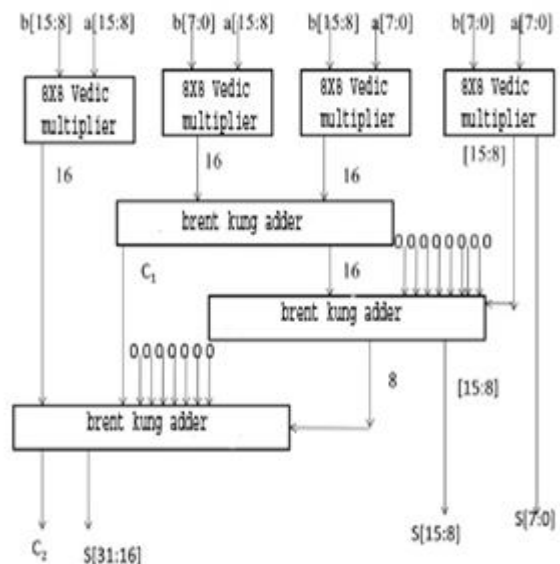 b[15:8] a[15:8] b[7:0] a[15:8] b[15:8] a[7:0] b[7:0] a[7:0]
8X8 Vedic multiplier
8X8 Vedic multiplier
8X8 Vedic multiplier
8X8 Vedic multiplier
16
16
16
[15:8]
brent kung adder
0 0 0 0 0 0 0 0
C1
16
brent kung adder
0 0 0 0 0 0 0
8
[15:8]
brent kung adder
C2
S[31:16]
S[15:8]
S[7:0]